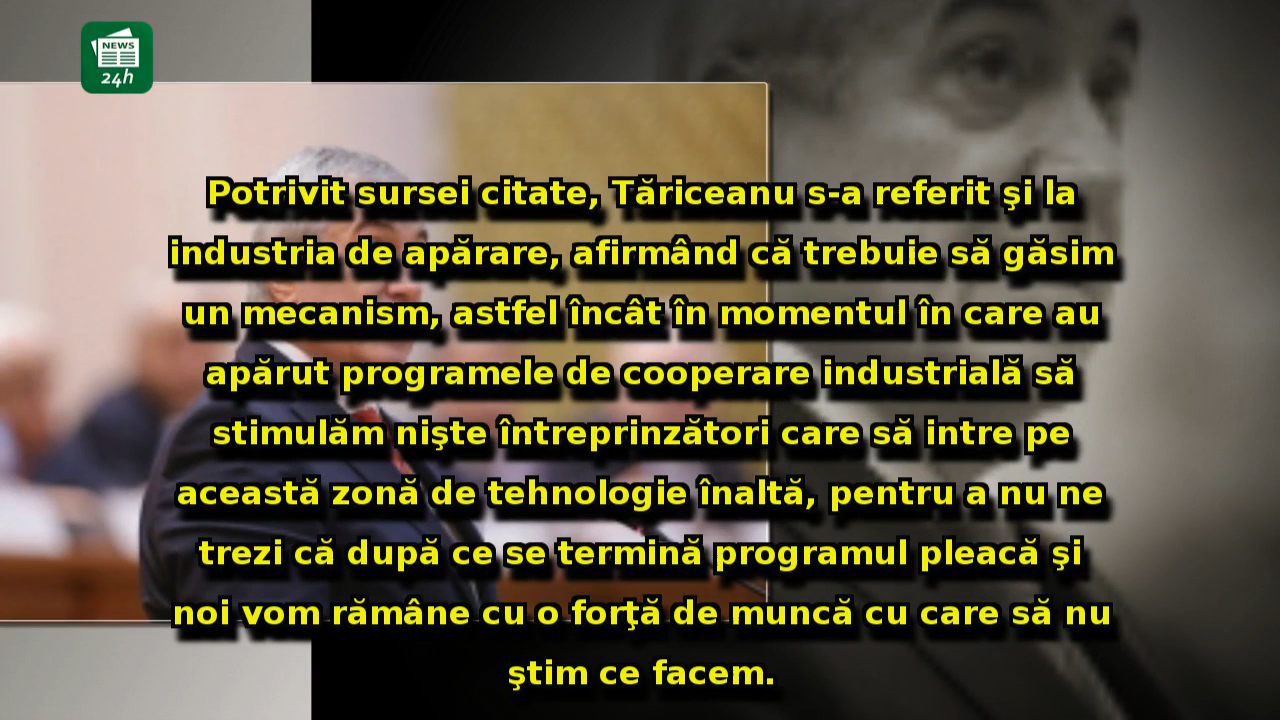 NEWS
24h
Potrivit sursei citate, Tăriceanu s-a referit şi la
industria de apărare, afirmând că trebuie să găsim
un mecanism, astfel încât în momentul în care au
apărut programele de cooperare industrială să
stimulăm nişte întreprinzători care să intre pe
această zonă de tehnologie înaltă, pentru a nu ne
trezi că după ce se termină programul pleacă şi
noi vom rămâne cu o forţă de muncă cu care să nu
ştim ce facem.